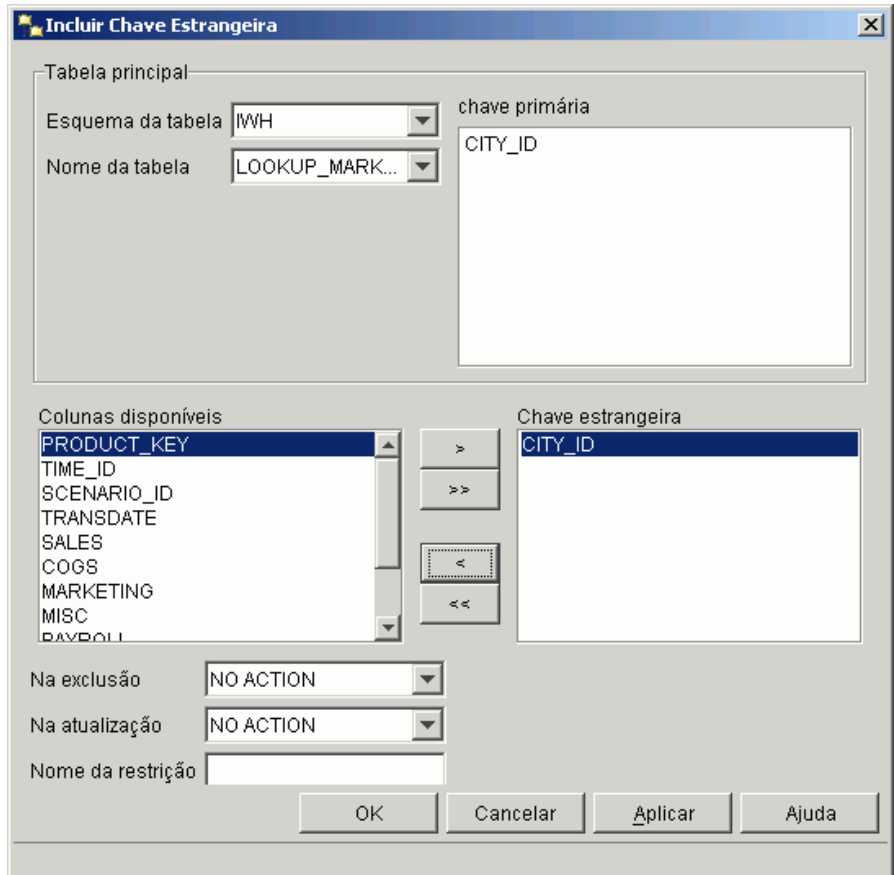 Incluir Chave Estrangeira
Tabela principal
Esquema da tabela IWH
Nome da tabela LOOKUP_MARK...
chave primária
CITY_ID
Colunas disponíveis
PRODUCT_KEY
TIME_ID
SCENARIO_ID
TRANSDATE
SALES
COGS
MARKETING
MISC
PAYROLL
>
>>
<
<<
Chave estrangeira
CITY_ID
Na exclusão NO ACTION
Na atualização NO ACTION
Nome da restrição
OK Cancelar Aplicar Ajuda